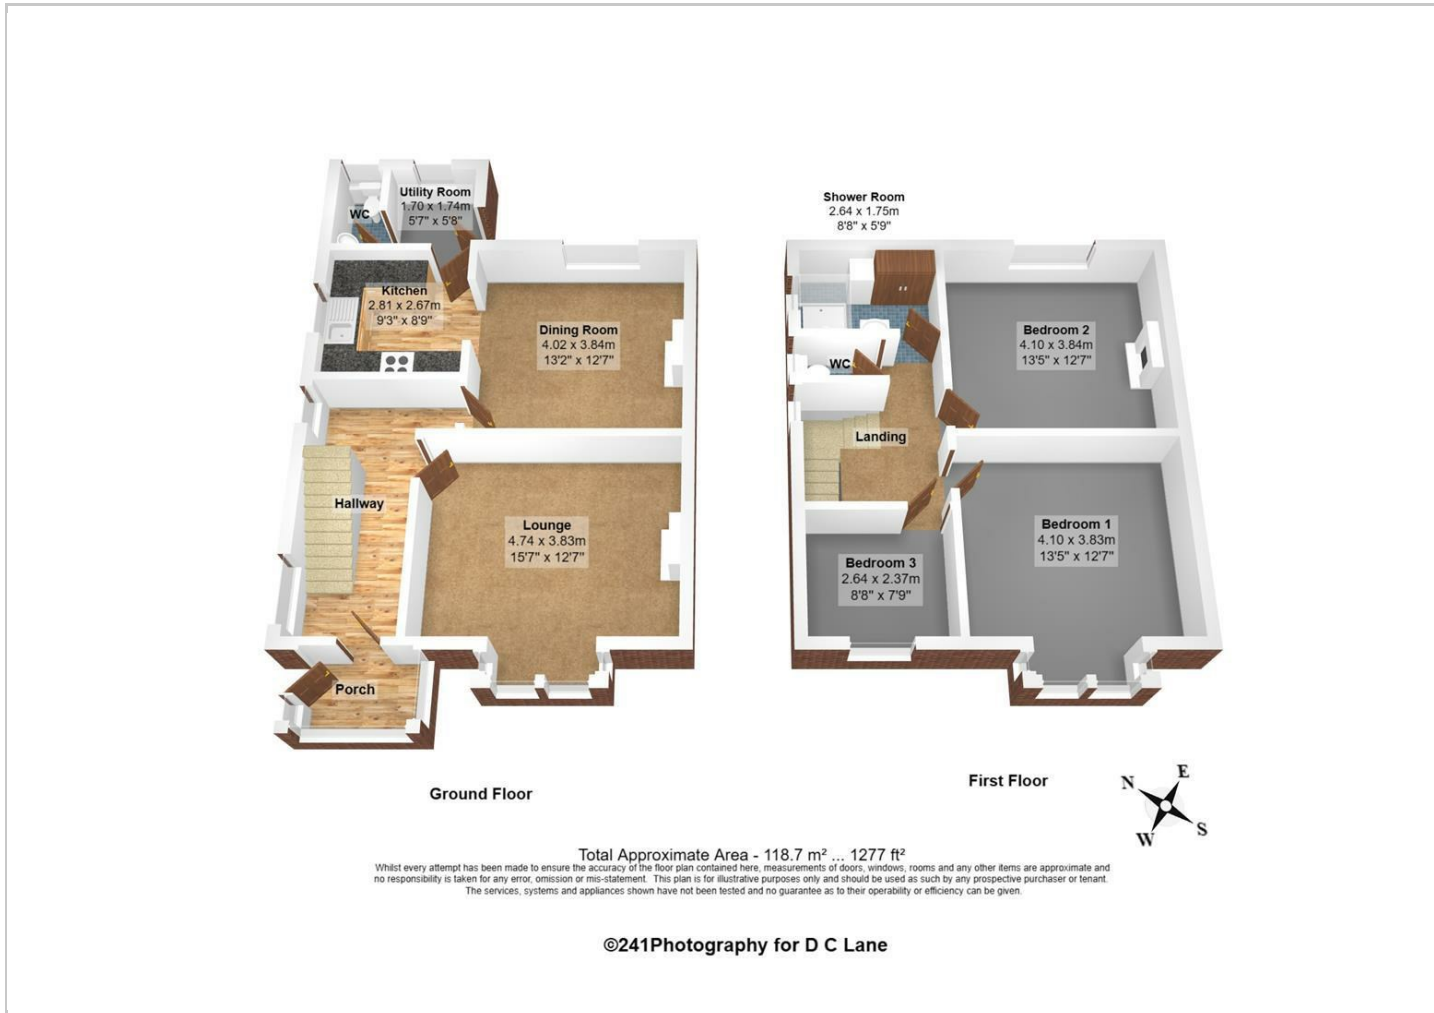 Utility Room
1.70 x 1.74m
5'7" x 5'8"
WC
Kitchen
2.81 x 2.67m
9'3" x 8'9"
Dining Room
4.02 x 3.84m
13'2" x 12'7"
Hallway
Lounge
4.74 x 3.83m
15'7" x 12'7"
Porch
Ground Floor
Shower Room
2.64 x 1.75m
8'8" x 5'9"
Bedroom 2
4.10 x 3.84m
13'5" x 12'7"
WC
Landing
Bedroom 1
4.10 x 3.83m
13'5" x 12'7"
Bedroom 3
2.64 x 2.37m
8'8" x 7'9"
First Floor
N
E
W
S
Total Approximate Area - 118.7 m² ... 1277 ft²
Whilst every attempt has been made to ensure the accuracy of the floor plan contained here, measurements of doors, windows, rooms and any other items are approximate and
no responsibility is taken for any error, omission or mis-statement. This plan is for illustrative purposes only and should be used as such by any prospective purchaser or tenant.
The services, systems and appliances shown have not been tested and no guarantee as to their operability or efficiency can be given.
©241Photography for D C Lane